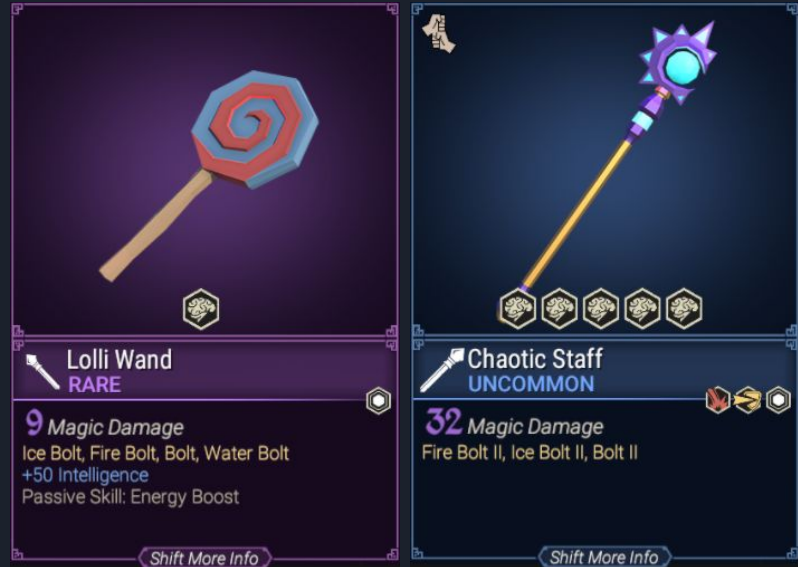 Lolli Wand
RARE
9 Magic Damage
Ice Bolt, Fire Bolt, Bolt, Water Bolt
+50 Intelligence
Passive Skill: Energy Boost
Shift More Info
Chaotic Staff
UNCOMMON
32 Magic Damage
Fire Bolt II, Ice Bolt II, Bolt II
Shift More Info